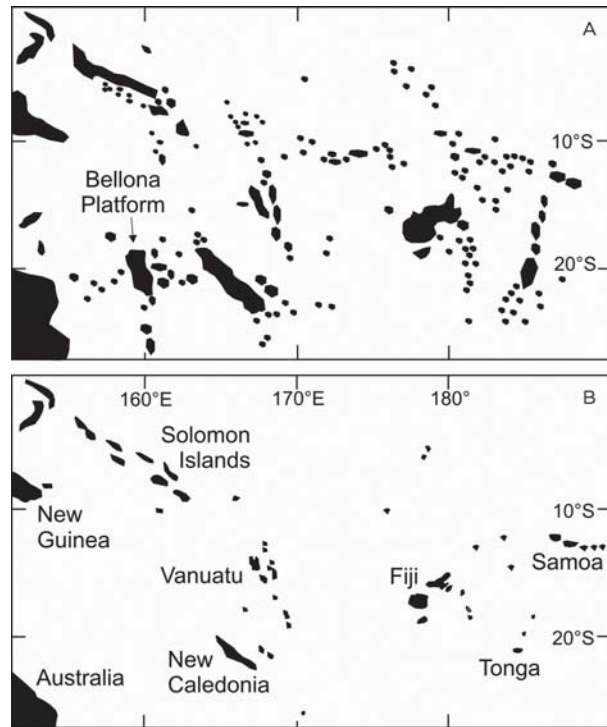 A
10°S
Bellona
Platform
20°S
160°E 170°E 180° B
Solomon
Islands
10°S
New
Guinea
Samoa
Vanuatu
Fiji
20°S
New
Caledonia
Tonga
Australia